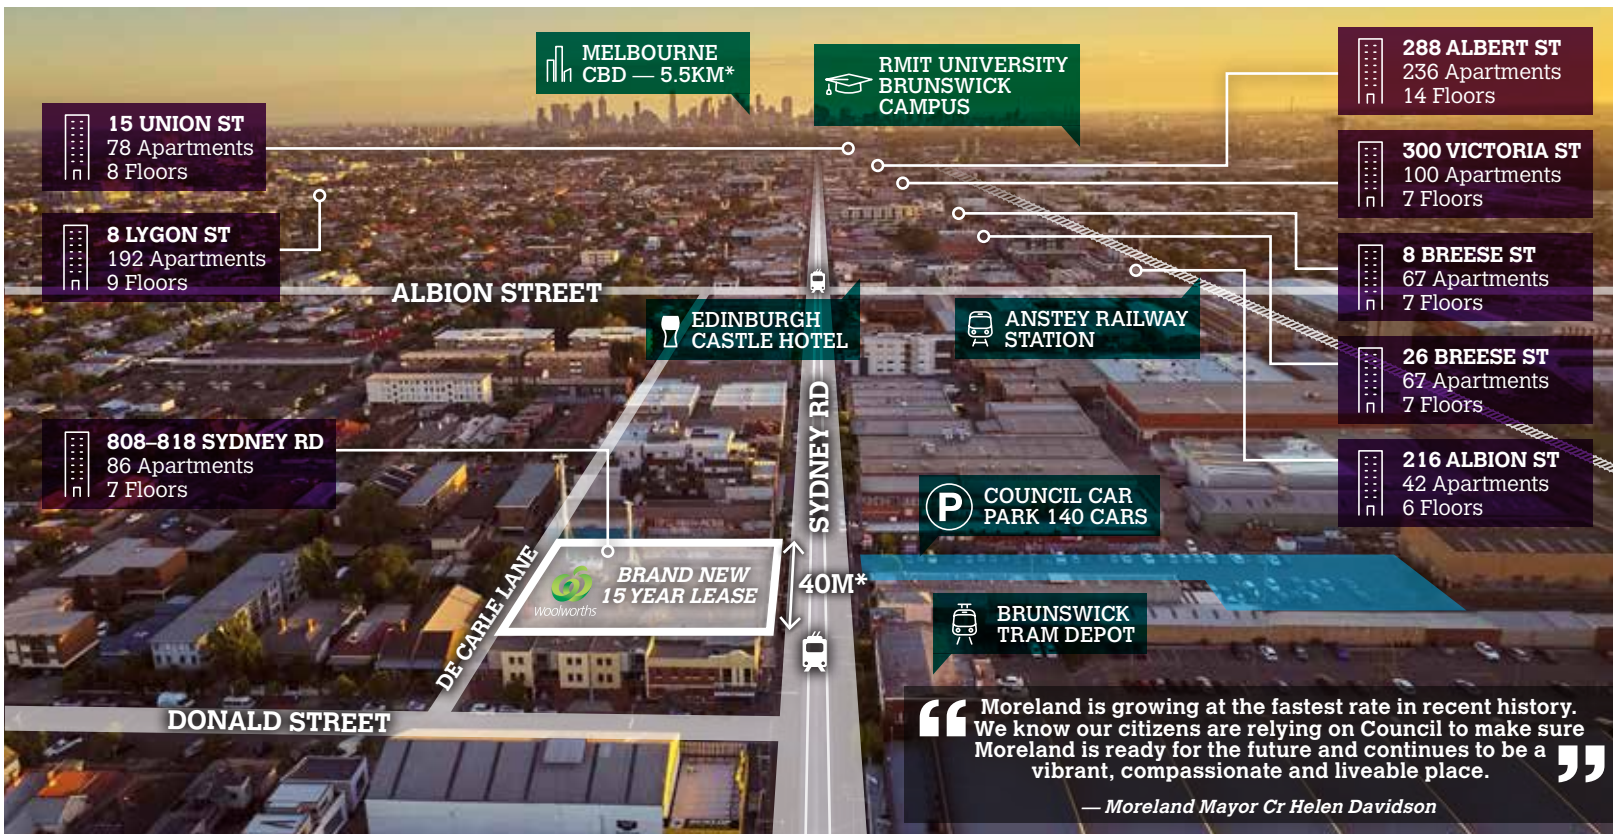 MELBOURNE
CBD — 5.5KM*
RMIT UNIVERSITY
BRUNSWICK
CAMPUS
288 ALBERT ST
236 Apartments
14 Floors
15 UNION ST
78 Apartments
8 Floors
300 VICTORIA ST
100 Apartments
7 Floors
8 LYGON ST
192 Apartments
9 Floors
8 BREESE ST
67 Apartments
7 Floors
ALBION STREET
EDINBURGH
CASTLE HOTEL
ANSTEY RAILWAY
STATION
26 BREESE ST
67 Apartments
7 Floors
SYDNEY RD
808–818 SYDNEY RD
86 Apartments
7 Floors
216 ALBION ST
42 Apartments
6 Floors
P
COUNCIL CAR
PARK 140 CARS
DE CARLE LANE
Woolworths
BRAND NEW
15 YEAR LEASE
40M*
BRUNSWICK
TRAM DEPOT
DONALD STREET
“Moreland is growing at the fastest rate in recent history.
We know our citizens are relying on Council to make sure
Moreland is ready for the future and continues to be a
vibrant, compassionate and liveable place.”
— Moreland Mayor Cr Helen Davidson